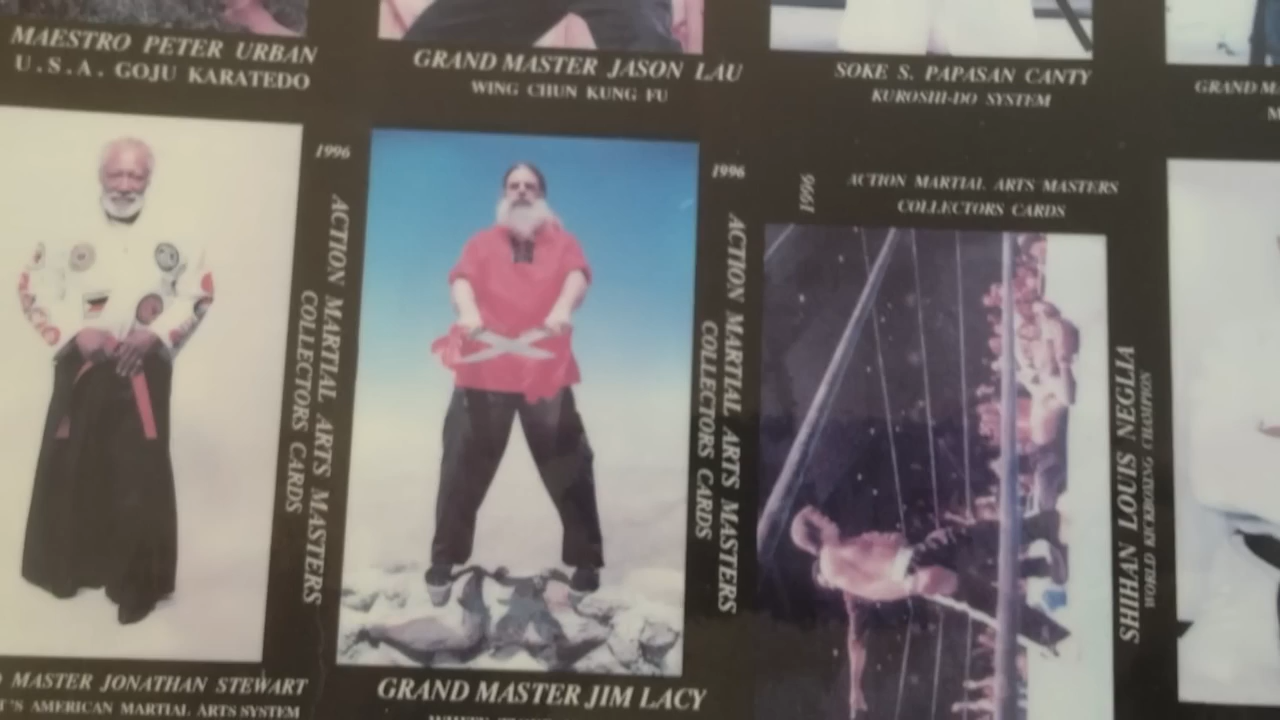 MAESTRO PETER URBAN
U.S.A. GOJU KARATEDO
GRAND MASTER JASON LAU
WING CHUN KUNG FU
SOKE S. PAPASAN CANTY
KUROSHI-DO SYSTEM
GRAND
1996
ACTION MARTIAL ARTS MASTERS
COLLECTORS CARDS
MASTER JONATHAN STEWART
AMERICAN MARTIAL ARTS SYSTEM
1996
ACTION MARTIAL ARTS MASTERS
COLLECTORS CARDS
GRAND MASTER JIM LACY
1996
ACTION MARTIAL ARTS MASTERS
COLLECTORS CARDS
SHIHAN LOUIS NEGLIA
WORLD KICKBOXING CHAMPION